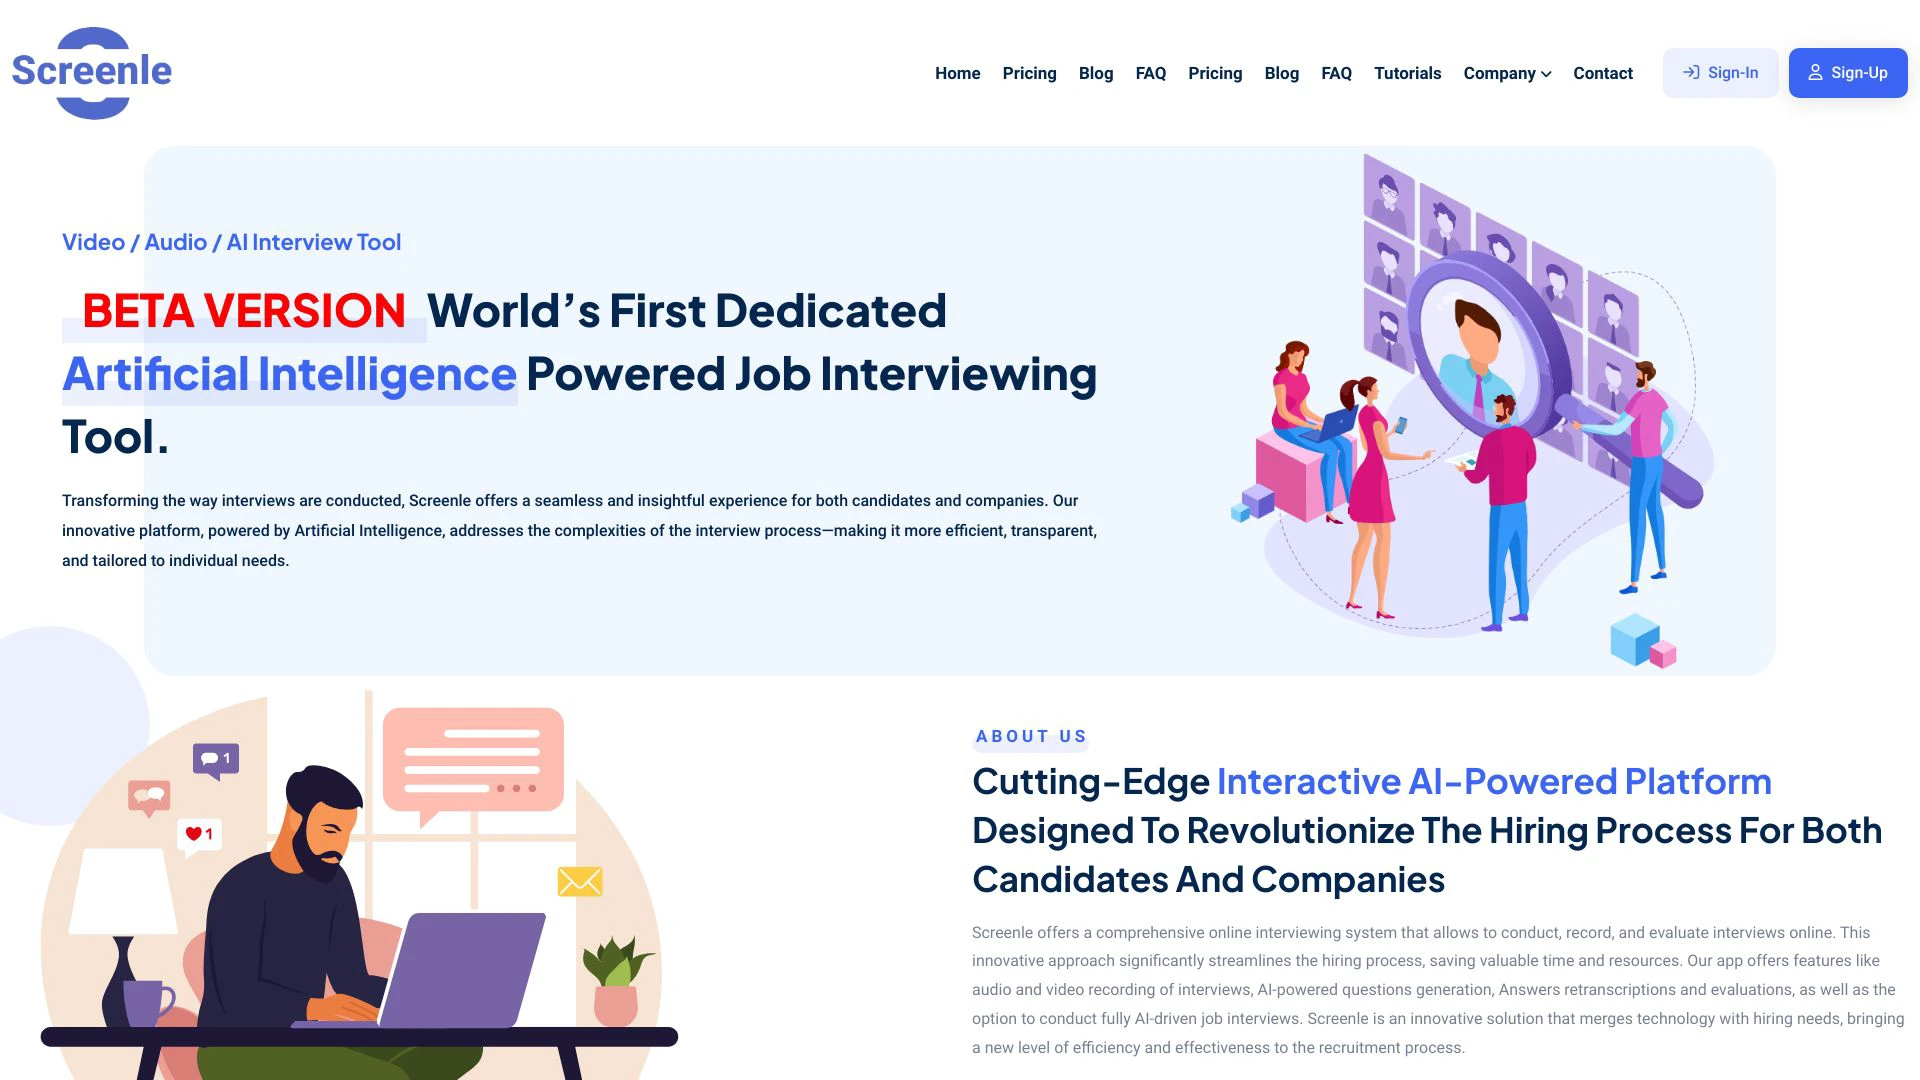 Screenle
Home Pricing Blog FAQ Pricing Blog FAQ Tutorials Company Contact Sign-In Sign-Up
Video / Audio / AI Interview Tool
BETA VERSION World’s First Dedicated
Artificial Intelligence Powered Job Interviewing
Tool.
Transforming the way interviews are conducted, Screenle offers a seamless and insightful experience for both candidates and companies. Our
innovative platform, powered by Artificial Intelligence, addresses the complexities of the interview process—making it more efficient, transparent,
and tailored to individual needs.
1
1
ABOUT US
Cutting-Edge Interactive AI-Powered Platform
Designed To Revolutionize The Hiring Process For Both
Candidates And Companies
Screenle offers a comprehensive online interviewing system that allows to conduct, record, and evaluate interviews online. This
innovative approach significantly streamlines the hiring process, saving valuable time and resources. Our app offers features like
audio and video recording of interviews, AI-powered questions generation, Answers retranscriptions and evaluations, as well as the
option to conduct fully AI-driven job interviews. Screenle is an innovative solution that merges technology with hiring needs, bringing
a new level of efficiency and effectiveness to the recruitment process.